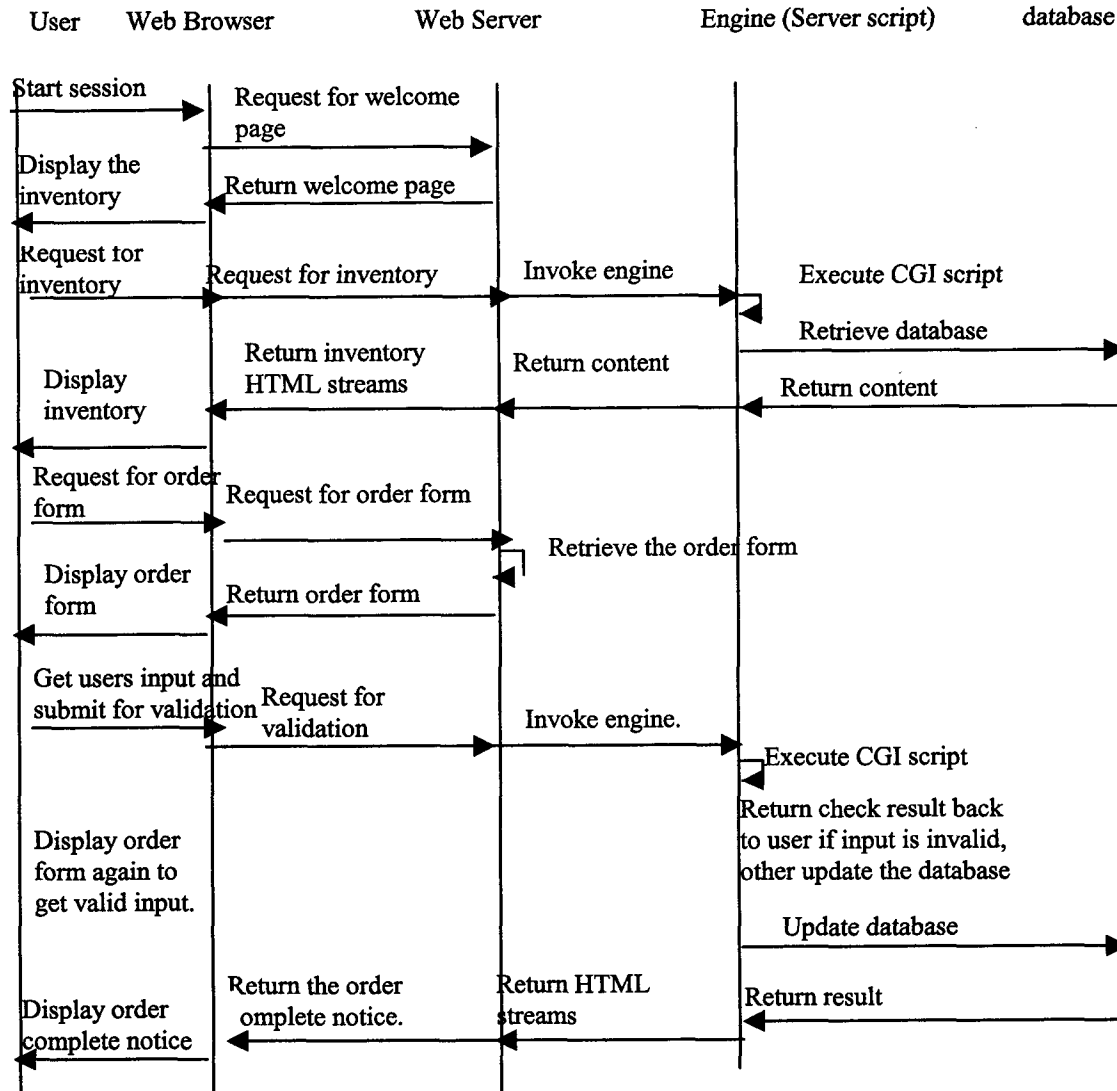 User Web Browser Web Server Engine (Server script) database
Start session
Request for welcome
page
Display the
inventory
Return welcome page
Request for
inventory
Request for inventory
Invoke engine
Execute CGI script
Retrieve database
Return inventory
HTML streams
Return content
Return content
Display
inventory
Request for order
form
Request for order form
Retrieve the order form
Display order
form
Return order form
Get users input and
submit for validation
Request for
validation
Invoke engine.
Execute CGI script
Return check result back
to user if input is invalid,
other update the database
Display order
form again to
get valid input.
Update database
Return the order
omplete notice.
Return HTML
streams
Return result
Display order
complete notice